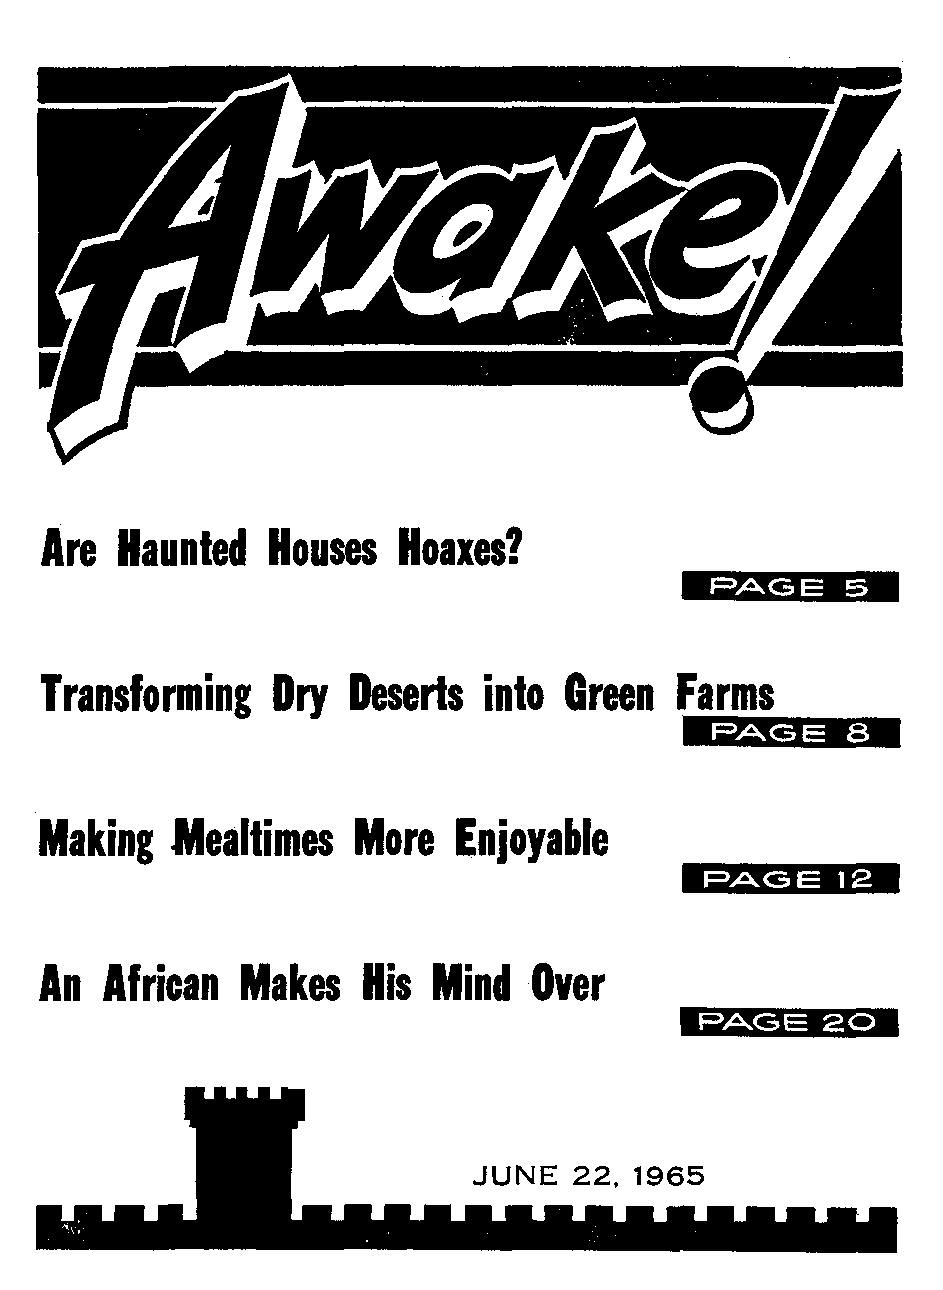 Awake!
Are Haunted Houses Hoaxes?
PAGE 5
Transforming Dry Deserts into Green Farms
PAGE 8
Making Mealtimes More Enjoyable
PAGE 12
An African Makes His Mind Over
PAGE 20
JUNE 22, 1965